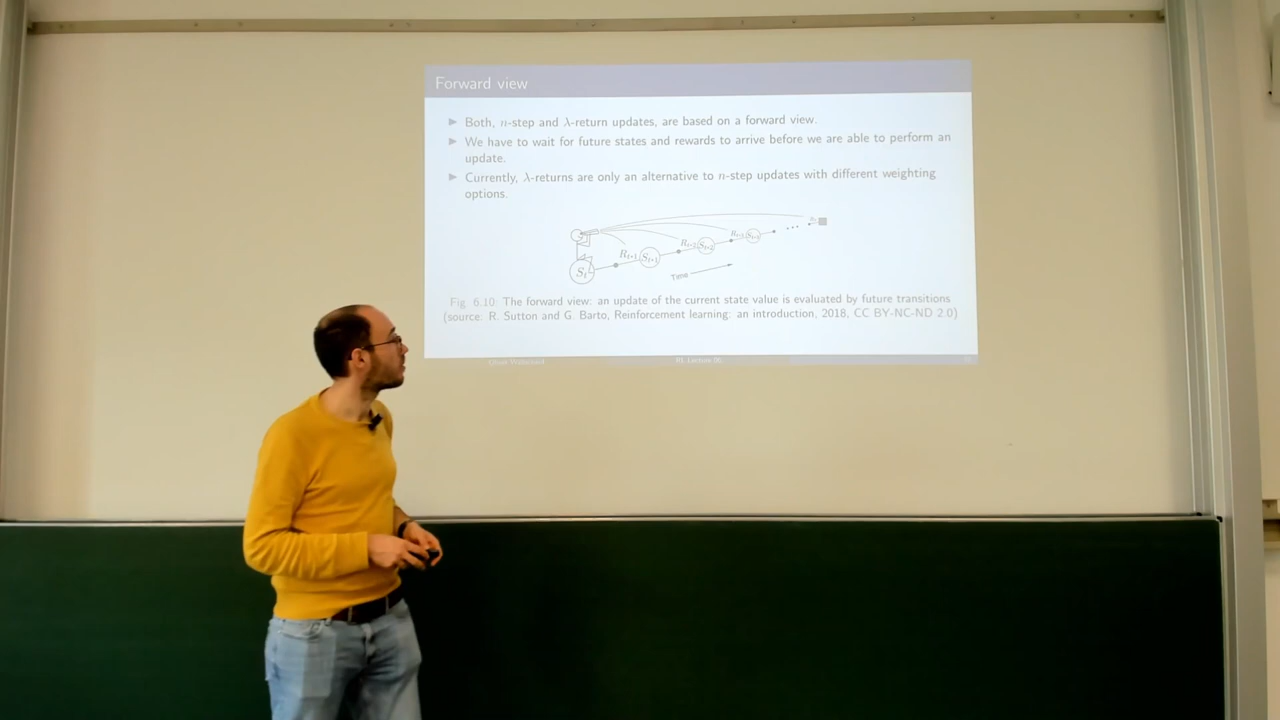 Forward view
Both, n-step and λ-return updates, are based on a forward view.
We have to wait for future states and rewards to arrive before we are able to perform an
update.
Currently, λ-returns are only an alternative to n-step updates with different weighting
options.
S_t R_{t+1} S_{t+1} R_{t+2} S_{t+2} R_{t+3} S_{t+3} ...
Time
Fig. 6.10: The forward view: an update of the current state value is evaluated by future transitions
(source: R. Sutton and G. Barto, Reinforcement learning: an introduction, 2018, CC BY-NC-ND 2.0)
RL Lecture 06